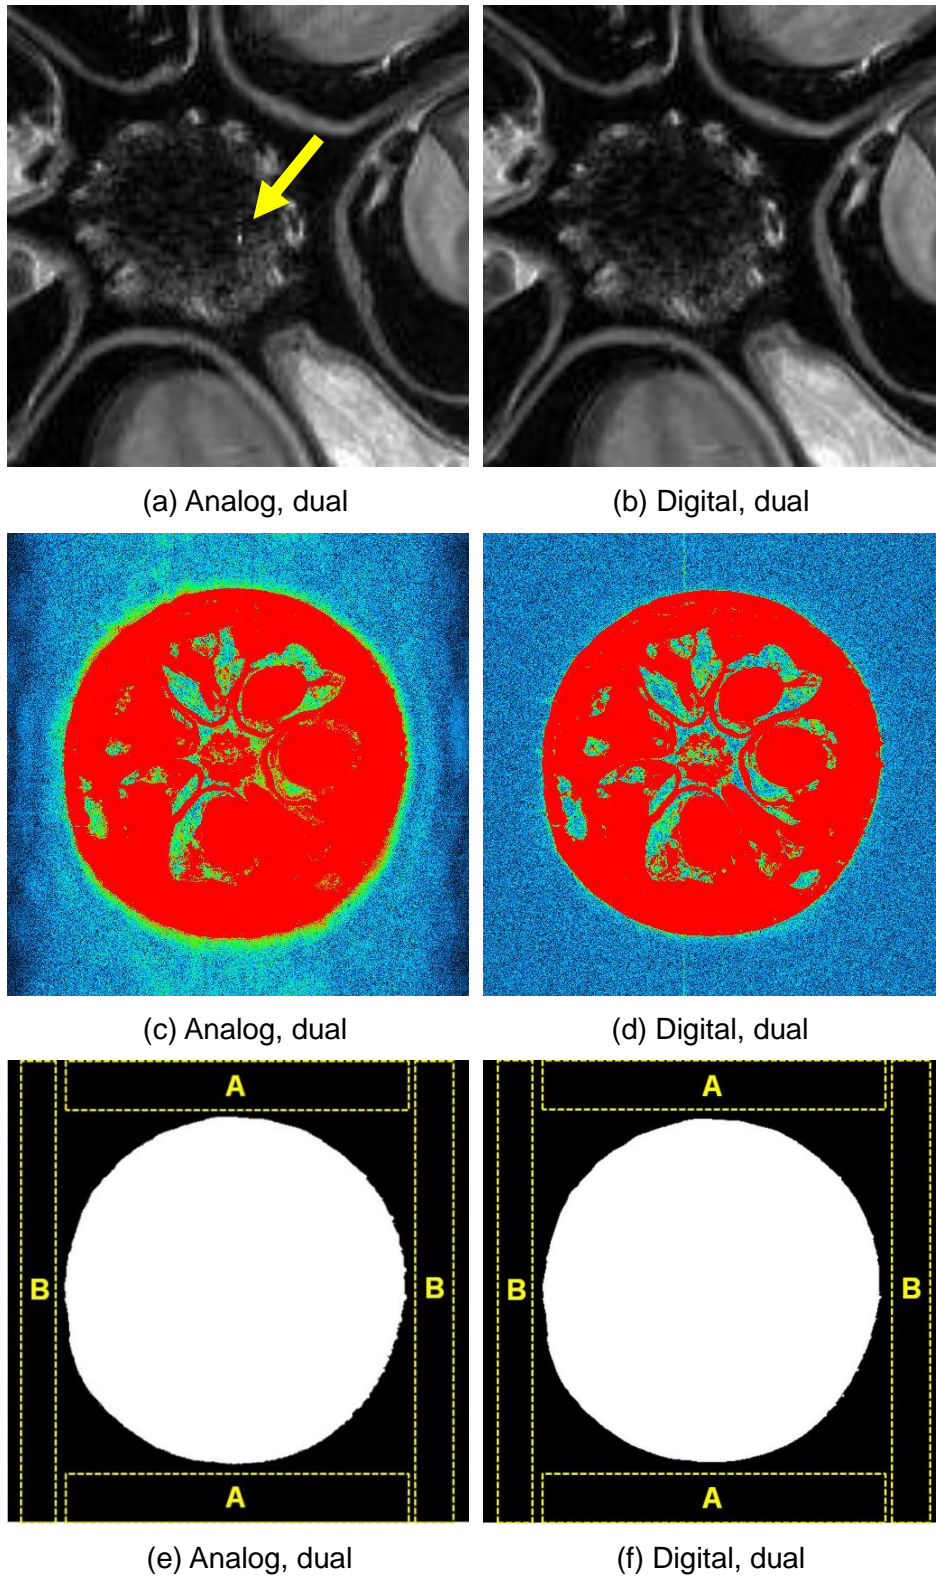 (a) Analog, dual
(b) Digital, dual
(c) Analog, dual
(d) Digital, dual
A
A
B
B
B
B
A
A
(e) Analog, dual
(f) Digital, dual